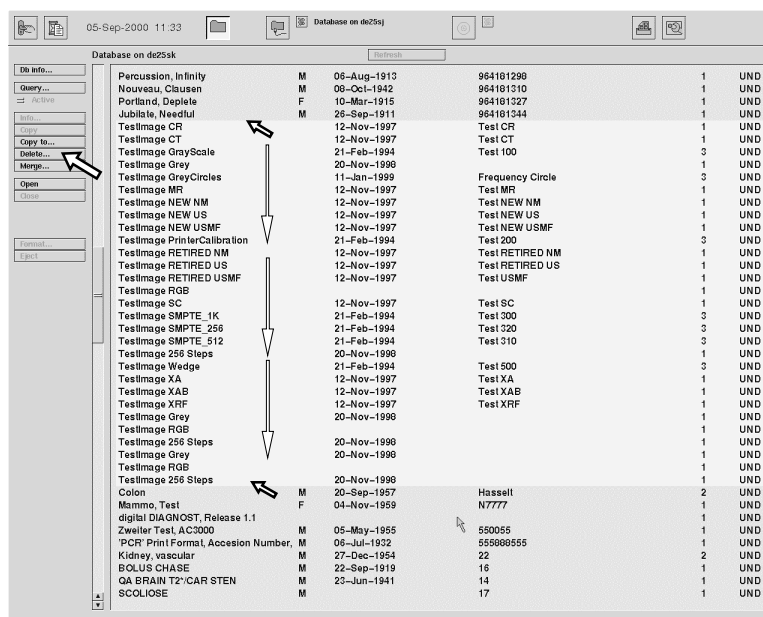 05-Sep-2000 11:33
Database on de25sj
Database on de25sk
Refresh
Db info...
Query...
Active
Info...
Copy
Copy to...
Delete...
Merge...
Open
Close
Format...
Eject
Percussion, Infinity M 06-Aug-1913 964181298 1 UND
Nouveau, Clausen M 08-Oct-1942 964181310 1 UND
Portland, Deplete F 10-Mar-1915 964181327 1 UND
Jubilate, Needful M 26-Sep-1911 964181344 1 UND
TestImage CR 12-Nov-1997 Test CR 1 UND
TestImage CT 12-Nov-1997 Test CT 1 UND
TestImage GrayScale 21-Feb-1994 Test 100 3 UND
TestImage Grey 20-Nov-1998 1 UND
TestImage GreyCircles 11-Jan-1999 Frequency Circle 3 UND
TestImage MR 12-Nov-1997 Test MR 1 UND
TestImage NEW NM 12-Nov-1997 Test NEW NM 1 UND
TestImage NEW US 12-Nov-1997 Test NEW US 1 UND
TestImage NEW USMF 12-Nov-1997 Test NEW USMF 1 UND
TestImage PrinterCalibration 21-Feb-1994 Test 200 3 UND
TestImage RETIRED NM 12-Nov-1997 Test RETIRED NM 1 UND
TestImage RETIRED US 12-Nov-1997 Test RETIRED US 1 UND
TestImage RETIRED USMF 12-Nov-1997 Test USMF 1 UND
TestImage RGB 1 UND
TestImage SC 12-Nov-1997 Test SC 1 UND
TestImage SMPTE_1K 21-Feb-1994 Test 300 3 UND
TestImage SMPTE_256 21-Feb-1994 Test 320 3 UND
TestImage SMPTE_512 21-Feb-1994 Test 310 3 UND
TestImage 256 Steps 20-Nov-1998 1 UND
TestImage Wedge 21-Feb-1994 Test 500 3 UND
TestImage XA 12-Nov-1997 Test XA 1 UND
TestImage XAB 12-Nov-1997 Test XAB 1 UND
TestImage XRF 12-Nov-1997 Test XRF 1 UND
TestImage Grey 20-Nov-1998 1 UND
TestImage RGB 1 UND
TestImage 256 Steps 20-Nov-1998 1 UND
TestImage Grey 20-Nov-1998 1 UND
TestImage RGB 1 UND
TestImage 256 Steps 20-Nov-1998 1 UND
Colon M 20-Sep-1957 Hasselt 2 UND
Mammo, Test F 04-Nov-1959 N7777 1 UND
digital DIAGNOST, Release 1.1 1 UND
Zweiter Test, AC3000 M 05-May-1955 550055 1 UND
'PCR' Print Format, Accesion Number, M 06-Jul-1932 555888555 1 UND
Kidney, vascular M 27-Dec-1954 22 2 UND
BOLUS CHASE M 22-Sep-1919 16 1 UND
QA BRAIN T2*/CAR STEN M 23-Jun-1941 14 1 UND
SCOLIOSE M 17 1 UND